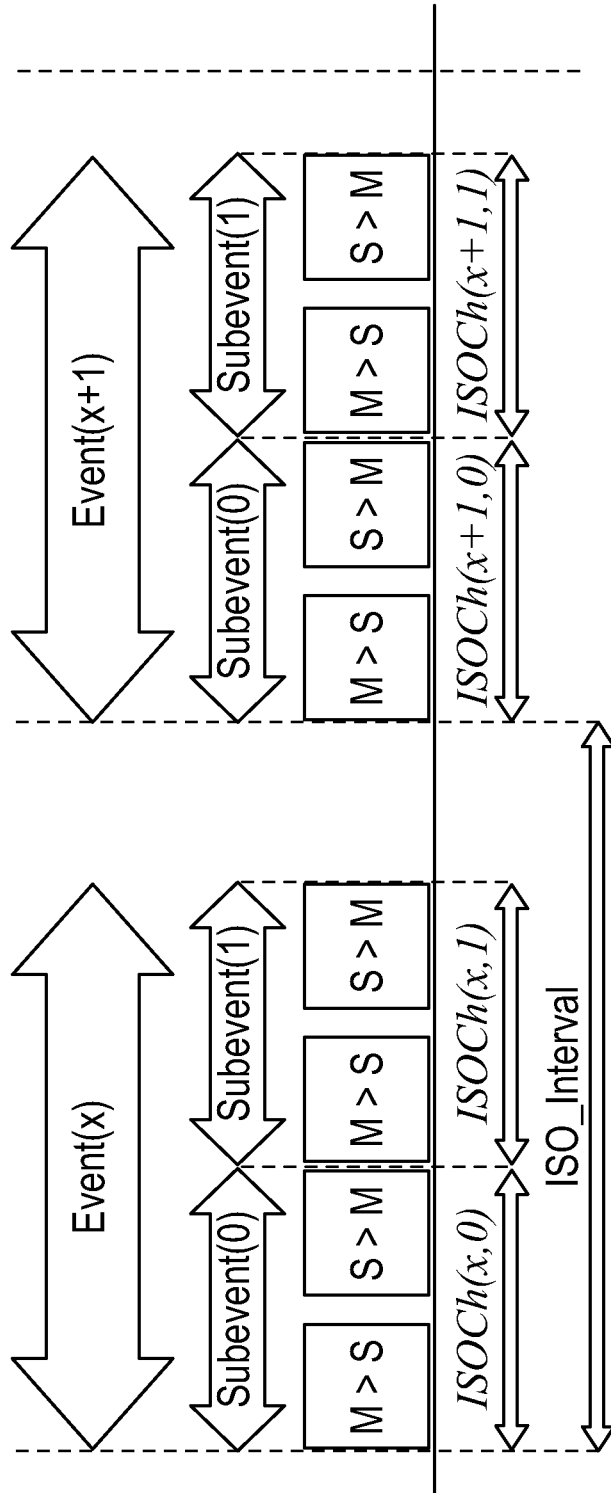 Event(x)
Event(x+1)
Subevent(0)
Subevent(1)
Subevent(0)
Subevent(1)
M > S
S > M
M > S
S > M
M > S
S > M
M > S
S > M
ISOCh(x,0)
ISOCh(x,1)
ISOCh(x+1,0)
ISOCh(x+1,1)
ISO_Interval